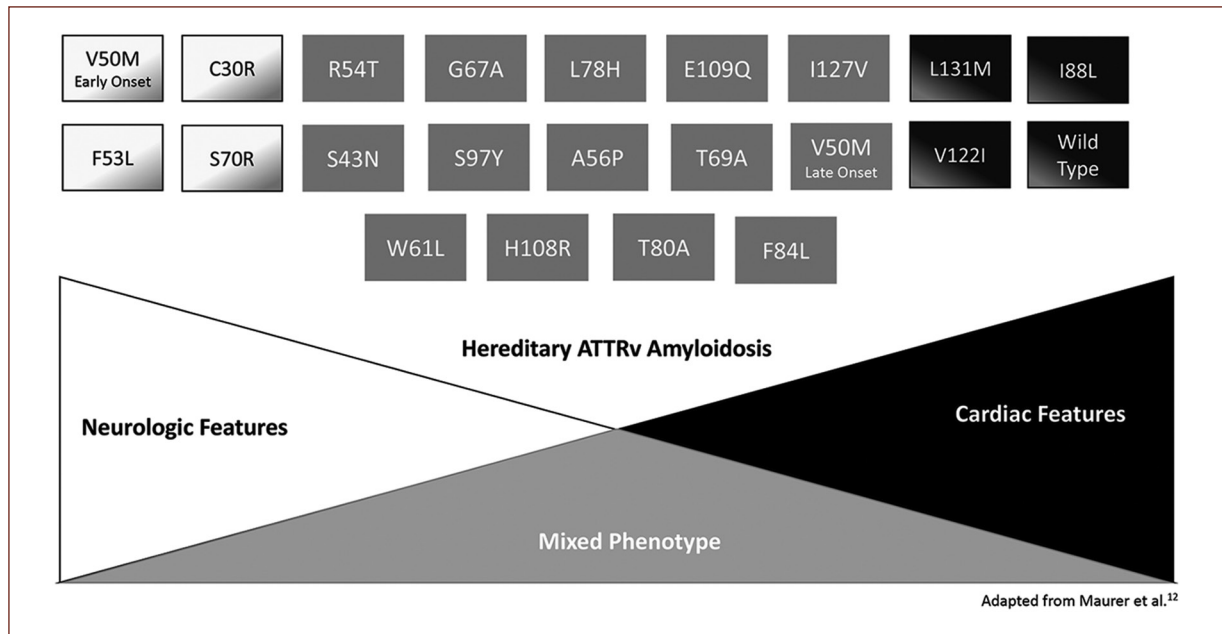 V50M
Early Onset
C30R
R54T
G67A
L78H
E109Q
I127V
L131M
I88L
F53L
S70R
S43N
S97Y
A56P
T69A
V50M
Late Onset
V122I
Wild
Type
W61L
H108R
T80A
F84L
Hereditary ATTRv Amyloidosis
Neurologic Features
Cardiac Features
Mixed Phenotype
Adapted from Maurer et al.¹²